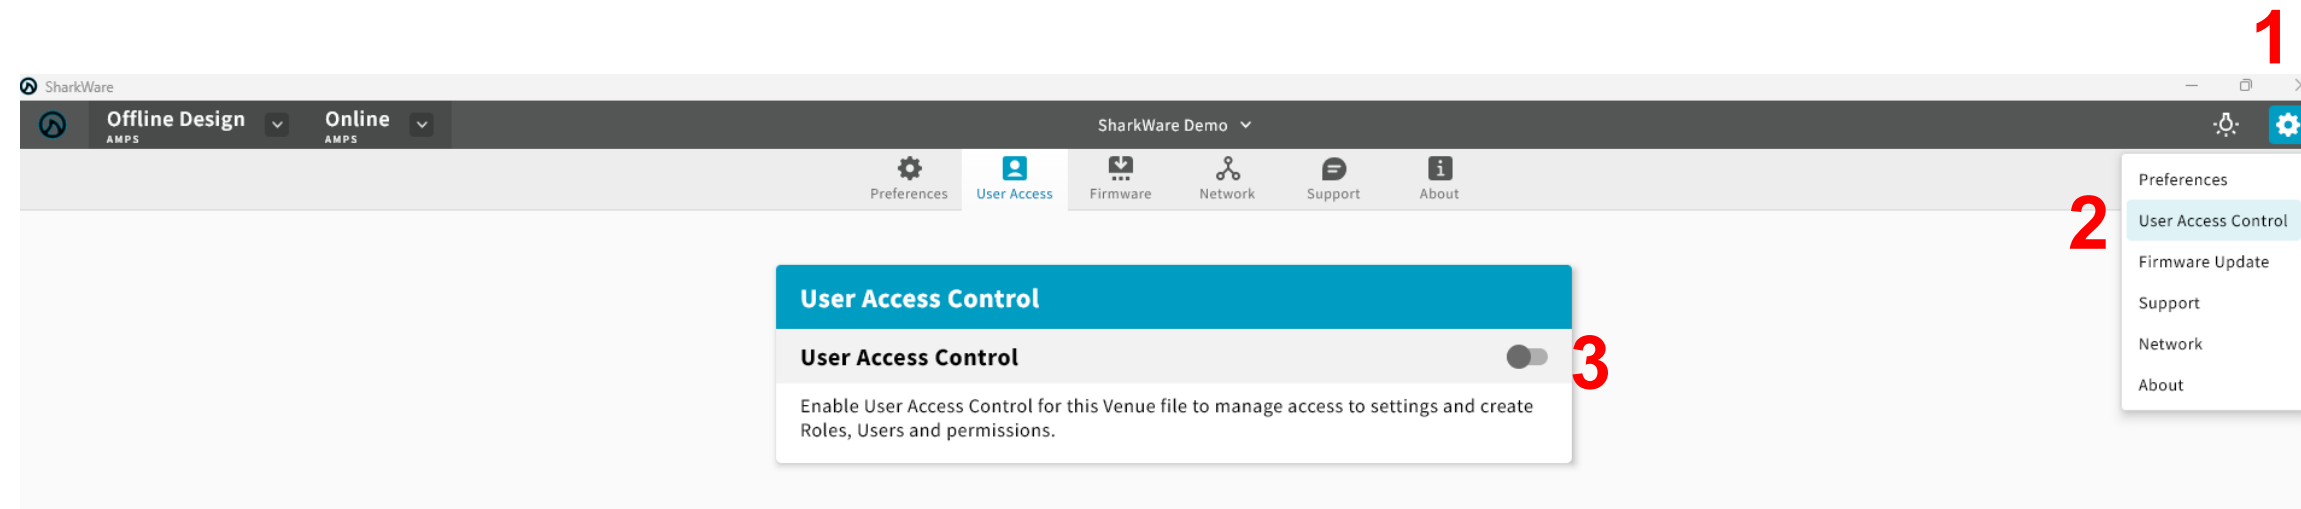 1
SharkWare
Offline Design
AMPS
Online
AMPS
SharkWare Demo
Preferences
User Access
Firmware
Network
Support
About
Preferences
2
User Access Control
Firmware Update
Support
Network
About
User Access Control
User Access Control
3
Enable User Access Control for this Venue file to manage access to settings and create
Roles, Users and permissions.